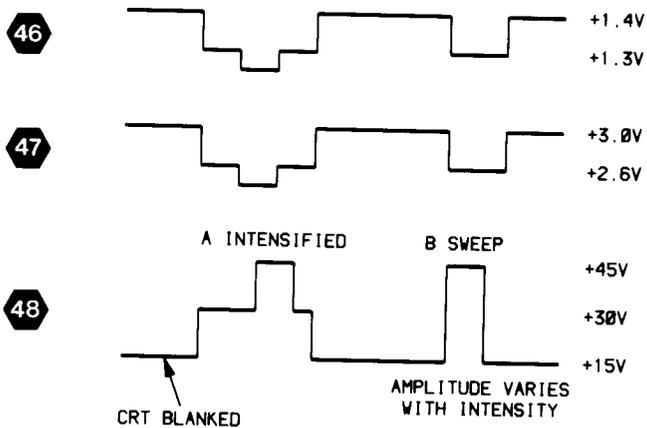 46
+1.4V
+1.3V
47
+3.0V
+2.6V
A INTENSIFIED
B SWEEP
48
+45V
+30V
+15V
CRT BLANKED
AMPLITUDE VARIES
WITH INTENSITY